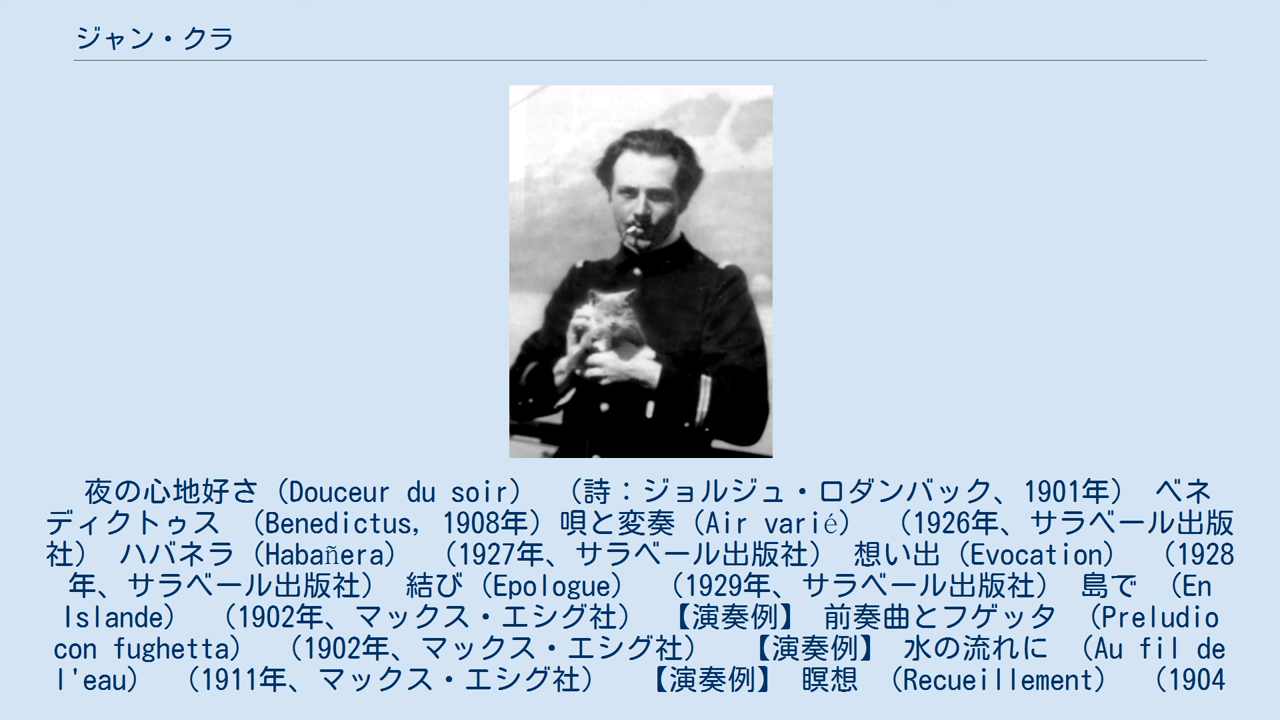 ジャン・クラ
夜の心地好さ（Douceur du soir） （詩：ジョルジュ・ロダンバック、1901年） ベネ
ディクトゥス （Benedictus, 1908年）唄と変奏（Air varié） （1926年、サラベール出版
社） ハバネラ（Habañera） （1927年、サラベール出版社） 想い出（Evocation） （1928
年、サラベール出版社） 結び（Epologue） （1929年、サラベール出版社） 島で （En
Islande） （1902年、マックス・エシグ社） 【演奏例】 前奏曲とフゲッタ （Preludio
con fughetta） （1902年、マックス・エシグ社） 【演奏例】 水の流れに （Au fil de
l'eau） （1911年、マックス・エシグ社） 【演奏例】 瞑想 （Recueillement） （1904